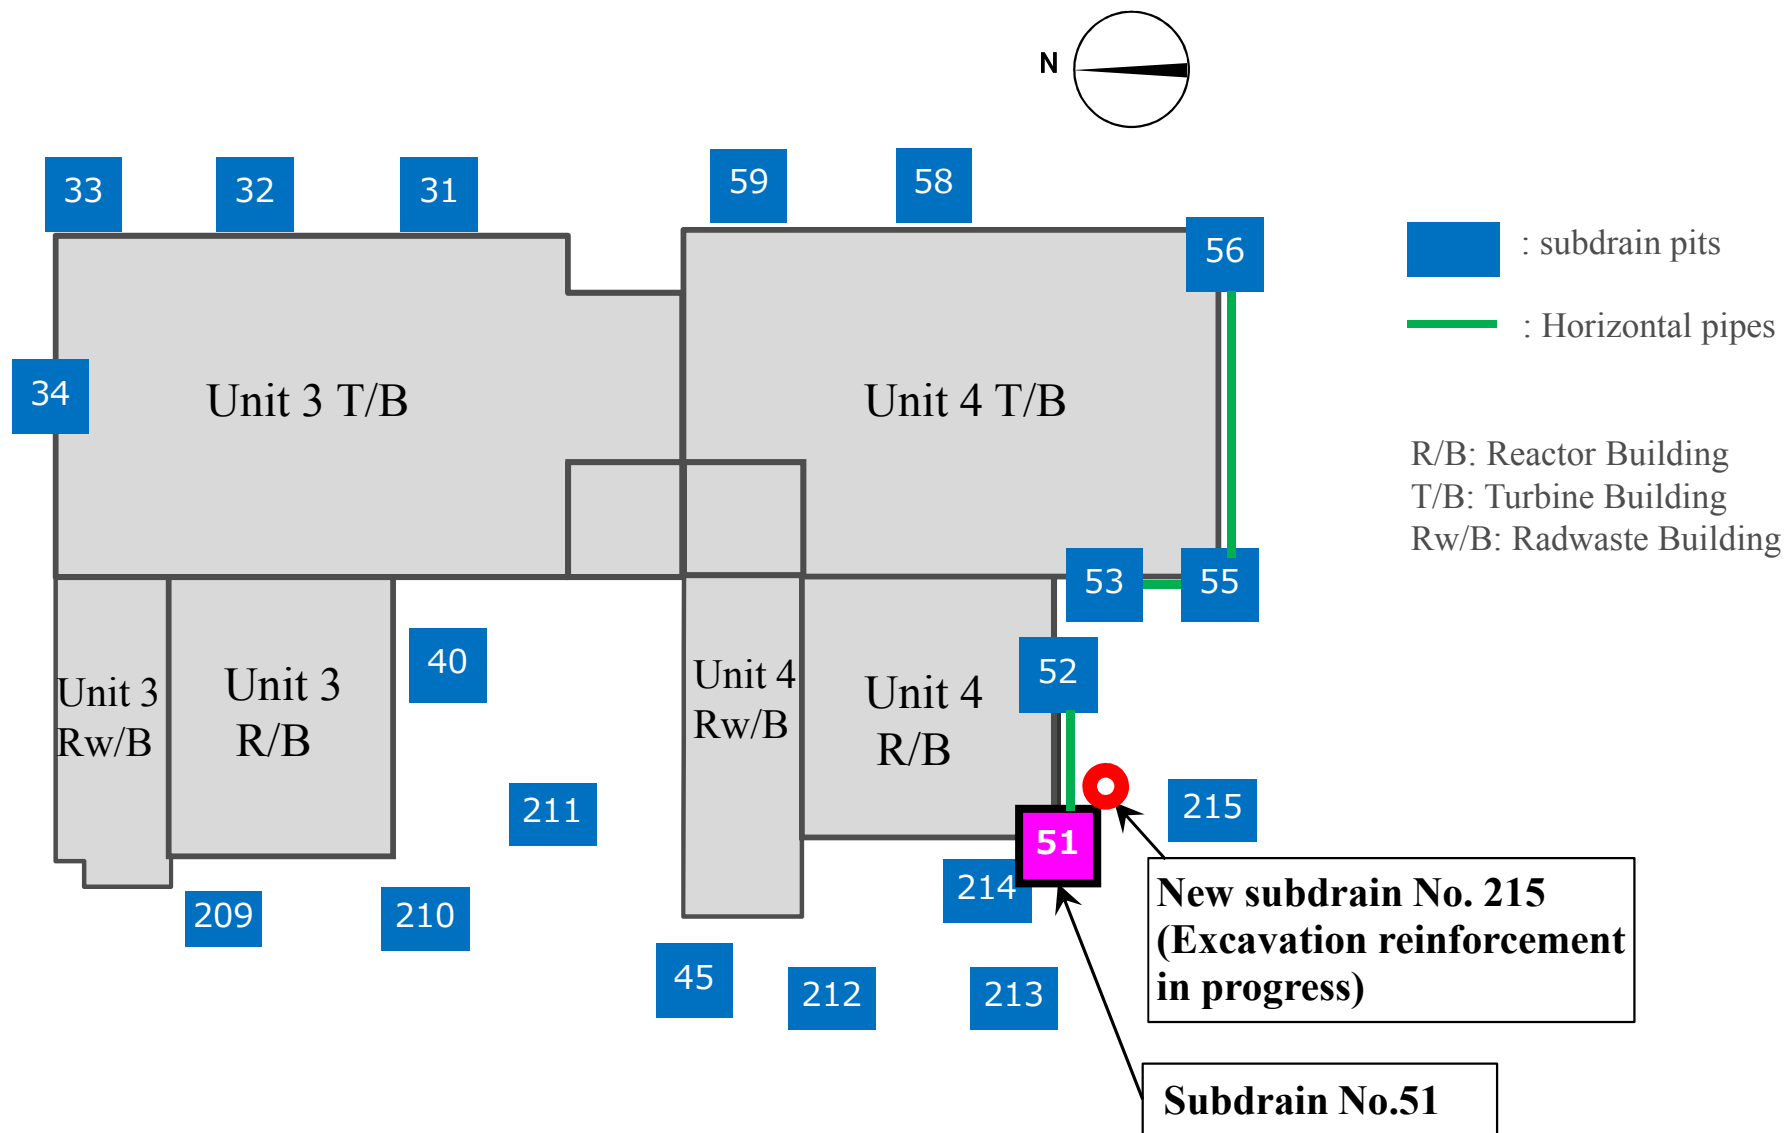 N
33
32
31
59
58
56
: subdrain pits
: Horizontal pipes
34
Unit 3 T/B
Unit 4 T/B
R/B: Reactor Building
T/B: Turbine Building
Rw/B: Radwaste Building
53
55
40
52
Unit 3
Rw/B
Unit 3
R/B
Unit 4
Rw/B
Unit 4
R/B
211
215
51
214
209
210
45
212
213
New subdrain No. 215
(Excavation reinforcement
in progress)
Subdrain No.51